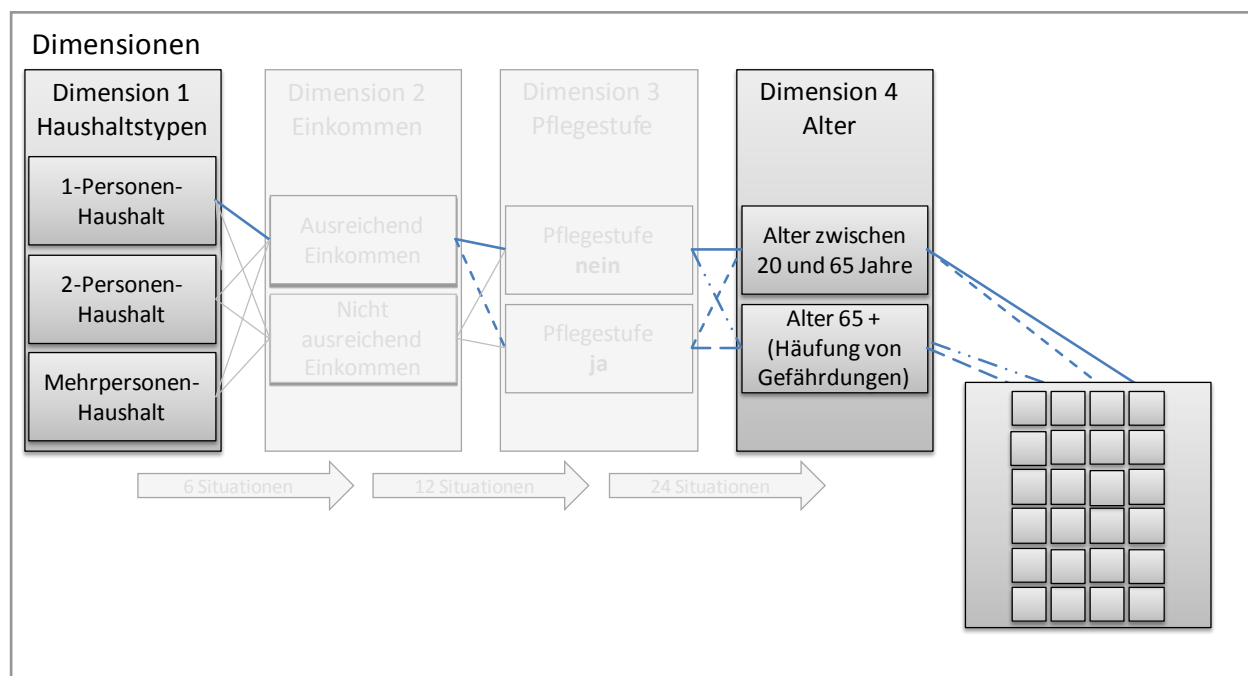 Dimensionen
Dimension 1
Haushaltstypen
1-Personen-
Haushalt
2-Personen-
Haushalt
Mehrpersonen-
Haushalt
Dimension 2
Einkommen
Ausreichend
Einkommen
Nicht
ausreichend
Einkommen
Dimension 3
Pflegestufe
Pflegestufe
nein
Pflegestufe
ja
Dimension 4
Alter
Alter zwischen
20 und 65 Jahre
Alter 65 +
(Häufung von
Gefährdungen)
6 Situationen
12 Situationen
24 Situationen